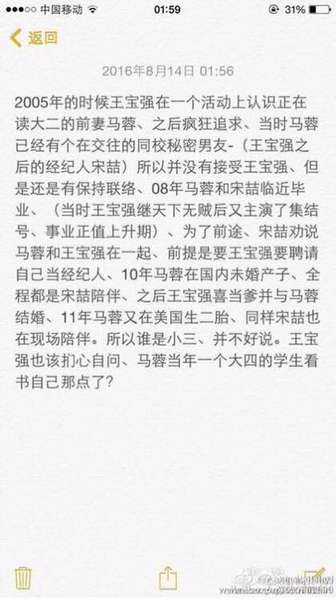 中国移动 01:59 31%
返回
2016年8月14日 01:56
2005年的时候王宝强在一个活动上认识正在
读大二的前妻马蓉、之后疯狂追求、当时马蓉
已经有个在交往的同校秘密男友-（王宝强之
后的经纪人宋喆）所以并没有接受王宝强、但
是还是有保持联络、08年马蓉和宋喆临近毕
业、（当时王宝强继天下无贼后又主演了集结
号、事业正值上升期）、为了前途、宋喆劝说
马蓉和王宝强在一起、前提是要王宝强要聘请
自己当经纪人、10年马蓉在国内未婚产子、全
程都是宋喆陪伴、之后王宝强喜当爹并与马蓉
结婚、11年马蓉又在美国生二胎、同样宋喆也
在现场陪伴。所以谁是小三、并不好说。王宝
强也该扪心自问、马蓉当年一个大四的学生看
书自己那点了?